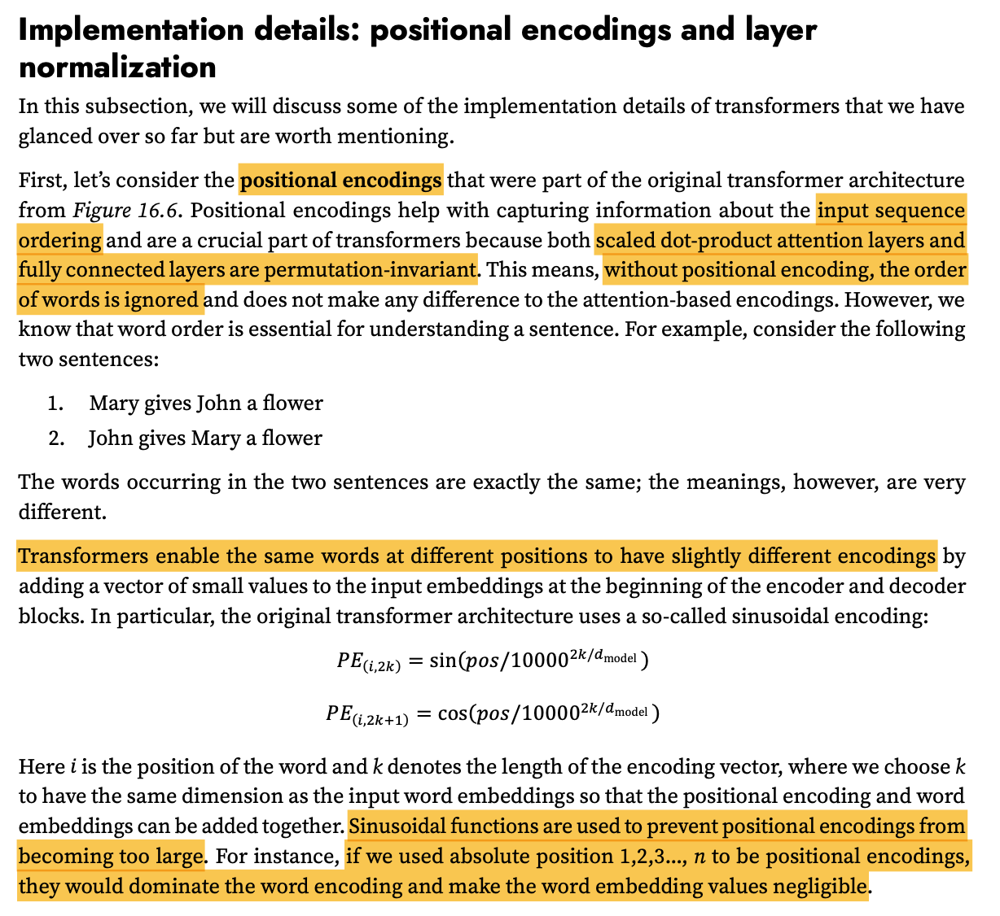 Implementation details: positional encodings and layer
normalization
In this subsection, we will discuss some of the implementation details of transformers that we have
glanced over so far but are worth mentioning.
First, let’s consider the positional encodings that were part of the original transformer architecture
from Figure 16.6. Positional encodings help with capturing information about the input sequence
ordering and are a crucial part of transformers because both scaled dot-product attention layers and
fully connected layers are permutation-invariant. This means, without positional encoding, the order
of words is ignored and does not make any difference to the attention-based encodings. However, we
know that word order is essential for understanding a sentence. For example, consider the following
two sentences:
1. Mary gives John a flower
2. John gives Mary a flower
The words occurring in the two sentences are exactly the same; the meanings, however, are very
different.
Transformers enable the same words at different positions to have slightly different encodings by
adding a vector of small values to the input embeddings at the beginning of the encoder and decoder
blocks. In particular, the original transformer architecture uses a so-called sinusoidal encoding:
PE_(i,2k) = sin(pos/10000^(2k/d_model))
PE_(i,2k+1) = cos(pos/10000^(2k/d_model))
Here i is the position of the word and k denotes the length of the encoding vector, where we choose k
to have the same dimension as the input word embeddings so that the positional encoding and word
embeddings can be added together. Sinusoidal functions are used to prevent positional encodings from
becoming too large. For instance, if we used absolute position 1,2,3..., n to be positional encodings,
they would dominate the word encoding and make the word embedding values negligible.